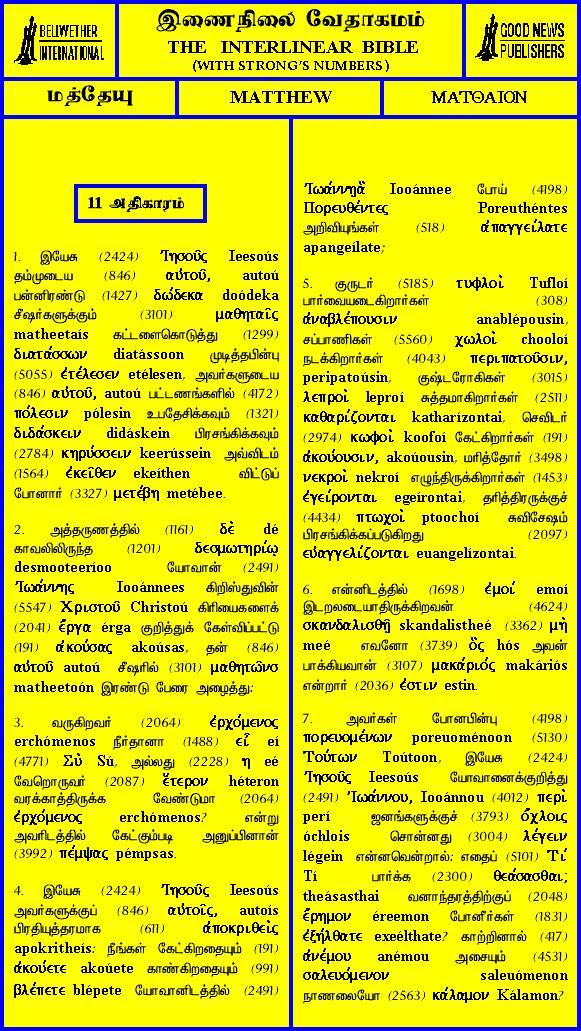 BELIWETHER
INTERNATIONAL
இணைநிலை வேதாகமம்
THE INTERLINEAR BIBLE
(WITH STRONG'S NUMBERS)
GOOD NEWS
PUBLISHERS
மத்தேயு
MATTHEW
ΜΑΤΘΑΙΟΝ
11 அதிகாரம்
1. இயேசு (2424) Ἰησοῦς Ieesoús
தம்முடைய (846) αὐτοῦ, autoú
பன்னிரண்டு (1427) δώδεκα doódeka
சீஷர்களுக்கும் (3101) μαθηταῖς
matheetaís கட்டளைகொடுத்து (1299)
διατάσσων diatássoon முடித்தபின்பு
(5055) ἐτέλεσεν etélesen, அவர்களுடைய
(846) αὐτοῦ, autoú பட்டணங்களில் (4172)
πόλεσιν pólesin உபதேசிக்கவும் (1321)
διδάσκειν didáskein பிரசங்கிக்கவும்
(2784) κηρύσσειν keerússein அவ்விடம்
(1564) ἐκεῖθεν ekeíthen விட்டுப்
போனார் (3327) μετέβη metébee.
2. அத்தருணத்தில் (1161) δὲ dé
காவலிலிருந்த (1201) δεσμωτηρίῳ
desmooteeríoo யோவான் (2491)
Ἰωάννης Iooánnees கிறிஸ்துவின்
(5547) Χριστοῦ Christoú கிரியைகளைக்
(2041) ἔργα érga குறித்துக் கேள்விப்பட்டு
(191) ἀκούσας akoúsas, தன் (846)
αὐτοῦ autoú சீஷரில் (3101) μαθητῶνσ
matheetoón இரண்டு பேரை அழைத்து:
3. வருகிறவர் (2064) ἐρχόμενος
erchómenos நீர்தானா (1488) εἶ eí
(4771) Σὺ Sú, அல்லது (2228) η eé
வேறொருவர் (2087) ἕτερον héteron
வரக்காத்திருக்க வேண்டுமா (2064)
ἐρχόμενος erchómenos? என்று
அவரிடத்தில் கேட்கும்படி அனுப்பினான்
(3992) πέμψας pémpsas.
4. இயேசு (2424) Ἰησοῦς Ieesoús
அவர்களுக்குப் (846) αὐτοῖς, autoís
பிரதியுத்தரமாக (611) ἀποκριθεὶς
apokritheís: நீங்கள் கேட்கிறதையும் (191)
ἀκούετε akoúete காண்கிறதையும் (991)
βλέπετε blépete யோவானிடத்தில் (2491)
Ἰωάννῃ Iooánnee போய் (4198)
Πορευθέντες Poreuthéntes
அறிவியுங்கள் (518) ἀπαγγείλατε
apangeílate;
5. குருடர் (5185) τυφλοὶ Tufloí
பார்வையடைகிறார்கள் (308)
ἀναβλέπουσιν anablépousin,
சப்பாணிகள் (5560) χωλοὶ chooloí
நடக்கிறார்கள் (4043) περιπατοῦσιν,
peripatoúsin, குஷ்டரோகிகள் (3015)
λεπροὶ leproí சுத்தமாகிறார்கள் (2511)
καθαρίζονται katharízontai, செவிடர்
(2974) κωφοὶ koofoí கேட்கிறார்கள் (191)
ἀκούουσιν, akoúousin, மரித்தோர் (3498)
νεκροὶ nekroí எழுந்திருக்கிறார்கள் (1453)
ἐγείρονται egeírontai, தரித்திரருக்குச்
(4434) πτωχοὶ ptoochoí சுவிசேஷம்
பிரசங்கிக்கப்படுகிறது (2097)
εὐαγγελίζονται euangelízontai.
6. என்னிடத்தில் (1698) ἐμοί emoí
இடறலடையாதிருக்கிறவன் (4624)
σκανδαλισθῇ skandalistheé (3362) μὴ
meé எவனோ (3739) ὃς hós அவன்
பாக்கியவான் (3107) μακάριός makáriós
என்றார் (2036) ἐστιν estin.
7. அவர்கள் போனபின்பு (4198)
πορευομένων poreuoménoon (5130)
Τούτων Toútoon, இயேசு (2424)
Ἰησοῦς Ieesoús யோவானைக்குறித்து
(2491) Ἰωάννου, Iooánnou (4012) περὶ
perí ஜனங்களுக்குச் (3793) ὄχλοις
óchlois சொன்னது (3004) λέγειν
légein என்னவென்றால்: எதைப் (5101) Τί
Tí பார்க்க (2300) θεάσασθαι;
theásasthai வனாந்தரத்திற்குப் (2048)
ἔρημον éreemon போனீர்கள் (1831)
ἐξήλθατε exeélthate? காற்றினால் (417)
ἀνέμου anémou அசையும் (4531)
σαλευόμενον saleuómenon
நாணலையோ (2563) κάλαμον Kálamon?